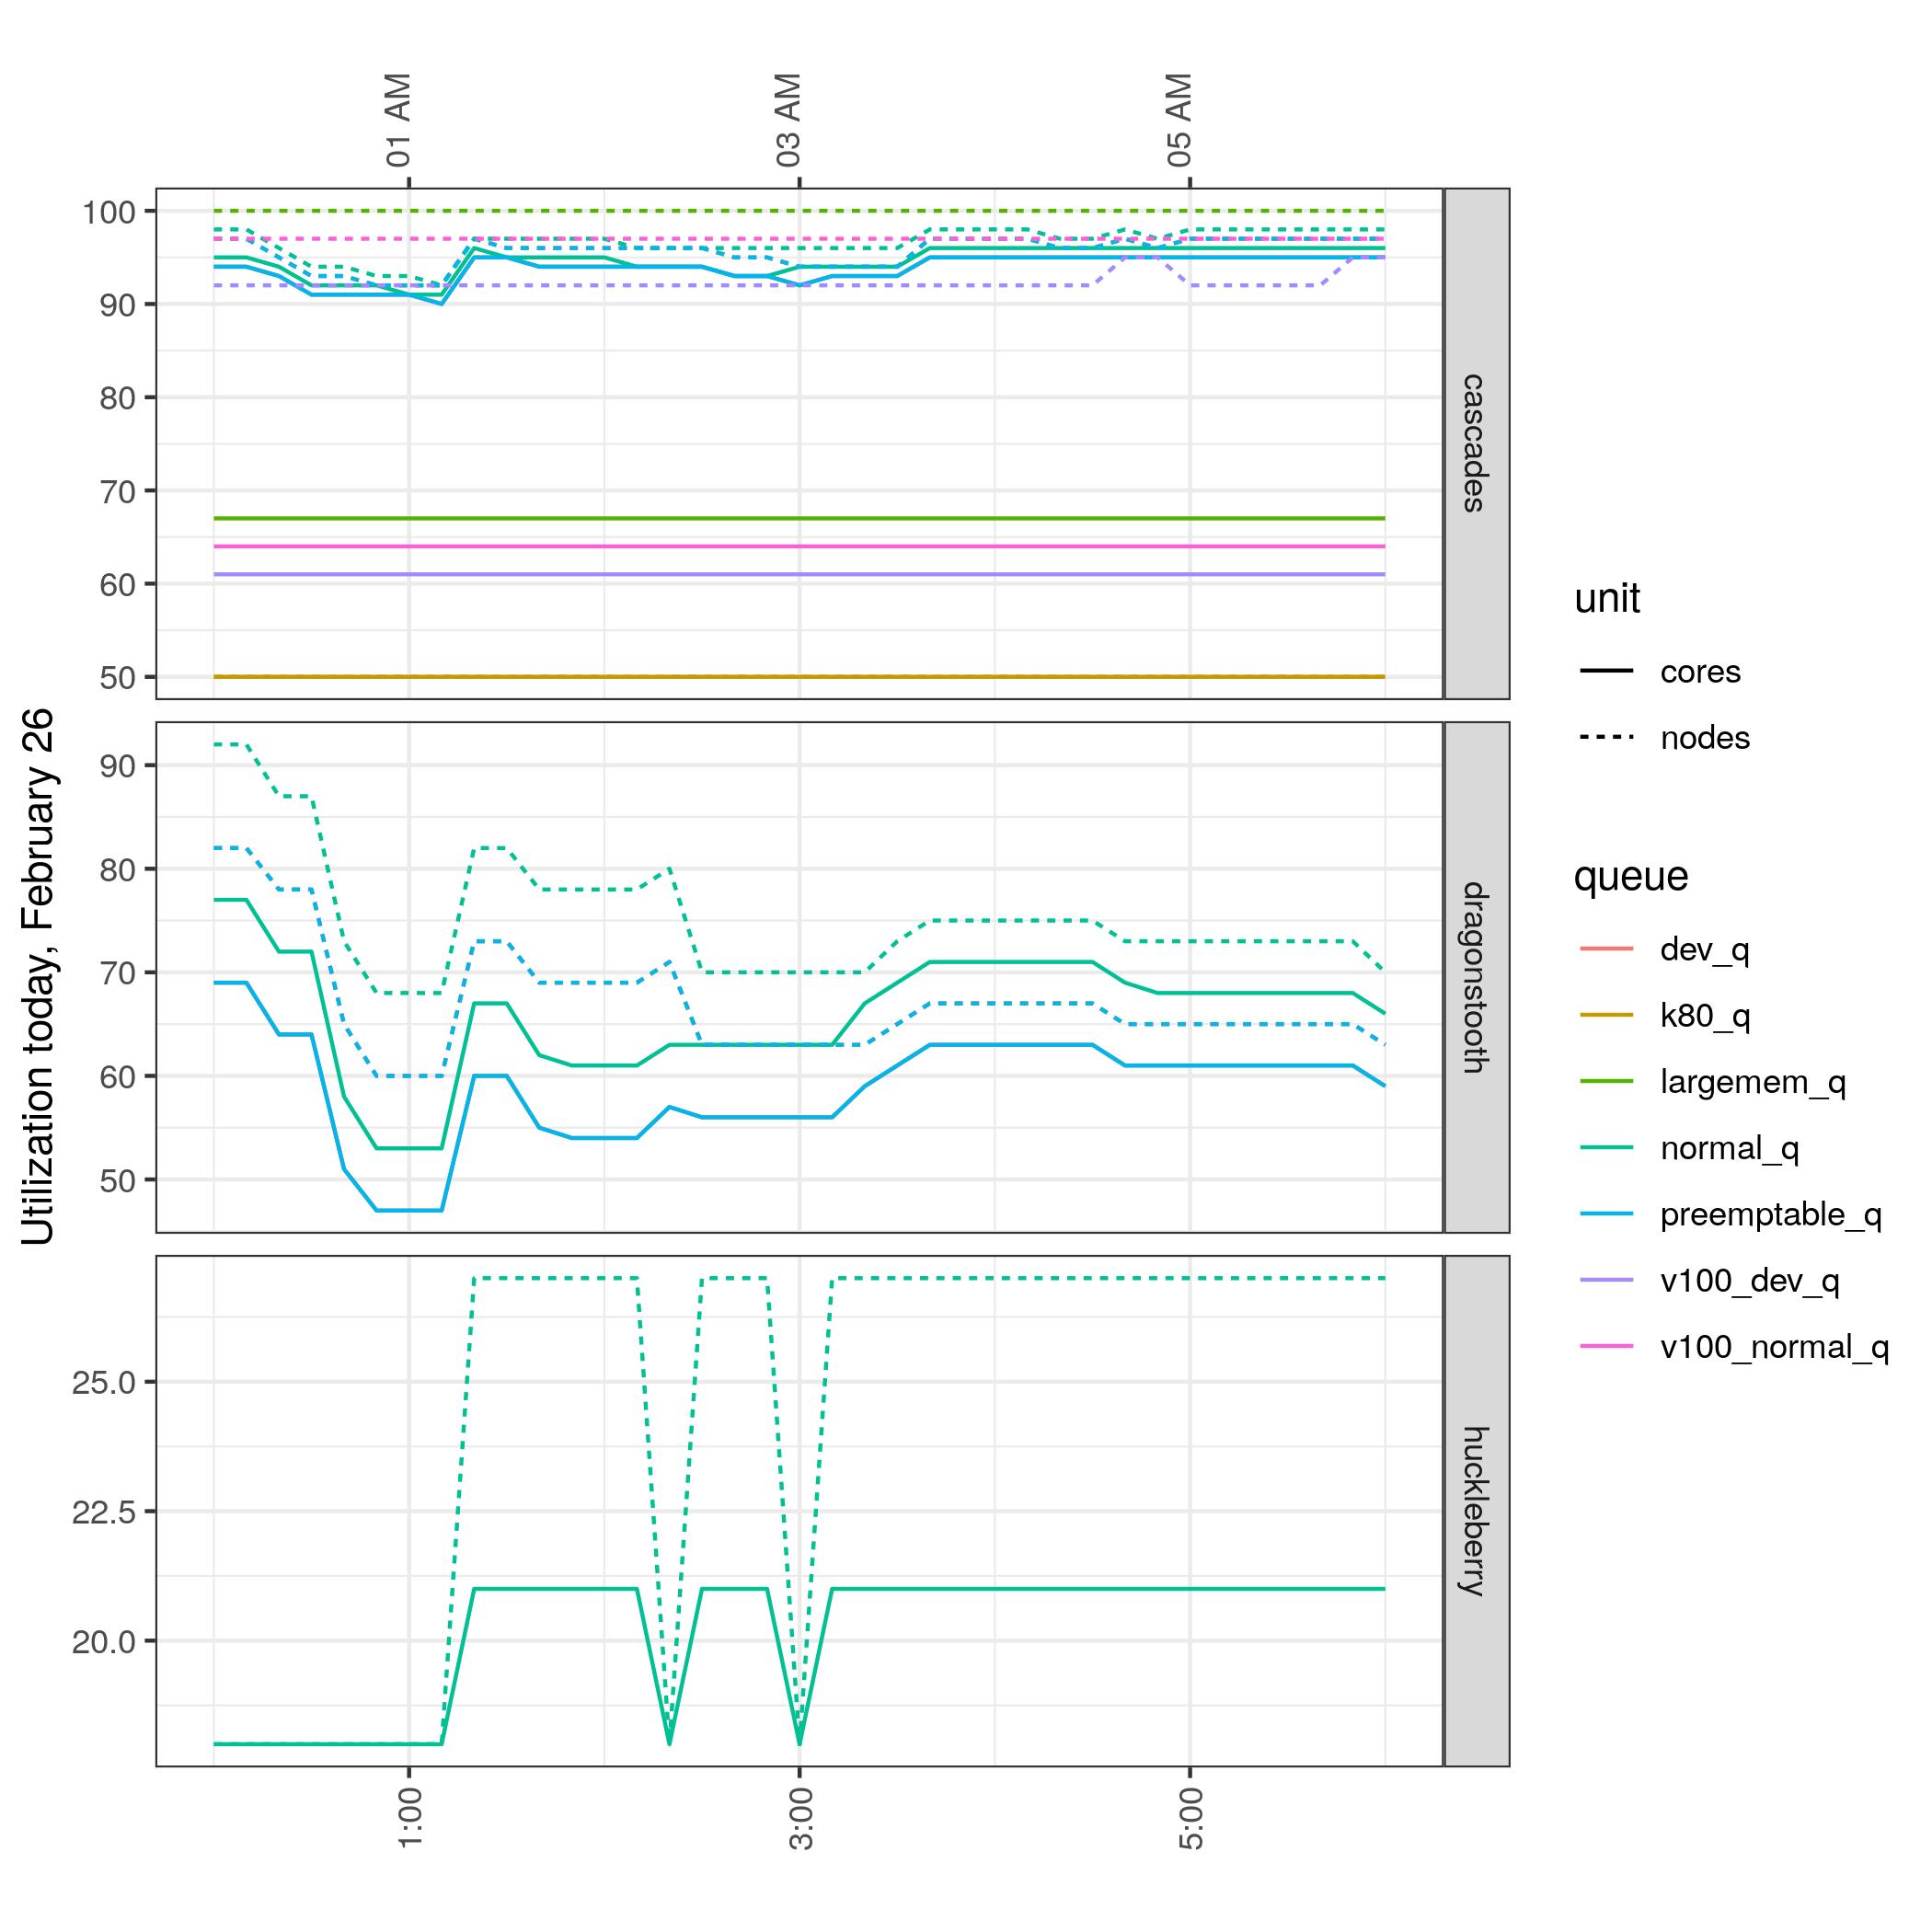 01 AM
03 AM
05 AM
Utilization today, February 26
100
90
80
70
60
50
cascades
90
80
70
60
50
dragonstooth
25.0
22.5
20.0
huckleberry
1:00
3:00
5:00
unit
cores
nodes
queue
dev_q
k80_q
largemem_q
normal_q
preemptable_q
v100_dev_q
v100_normal_q